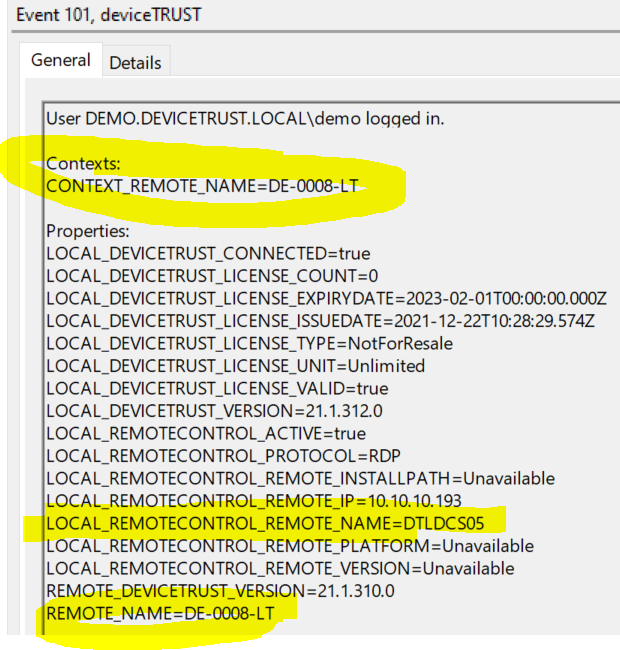 Event 101, deviceTRUST
General
Details
User DEMO.DEVICETRUST.LOCAL\demo logged in.
Contexts:
CONTEXT_REMOTE_NAME=DE-0008-LT
Properties:
LOCAL_DEVICETRUST_CONNECTED=true
LOCAL_DEVICETRUST_LICENSE_COUNT=0
LOCAL_DEVICETRUST_LICENSE_EXPIRYDATE=2023-02-01T00:00:00.000Z
LOCAL_DEVICETRUST_LICENSE_ISSUEDATE=2021-12-22T10:28:29.574Z
LOCAL_DEVICETRUST_LICENSE_TYPE=NotForResale
LOCAL_DEVICETRUST_LICENSE_UNIT=Unlimited
LOCAL_DEVICETRUST_LICENSE_VALID=true
LOCAL_DEVICETRUST_VERSION=21.1.312.0
LOCAL_REMOTECONTROL_ACTIVE=true
LOCAL_REMOTECONTROL_PROTOCOL=RDP
LOCAL_REMOTECONTROL_REMOTE_INSTALLPATH=Unavailable
LOCAL_REMOTECONTROL_REMOTE_IP=10.10.10.193
LOCAL_REMOTECONTROL_REMOTE_NAME=DTLDCS05
LOCAL_REMOTECONTROL_REMOTE_PLATFORM=Unavailable
LOCAL_REMOTECONTROL_REMOTE_VERSION=Unavailable
REMOTE_DEVICETRUST_VERSION=21.1.310.0
REMOTE_NAME=DE-0008-LT